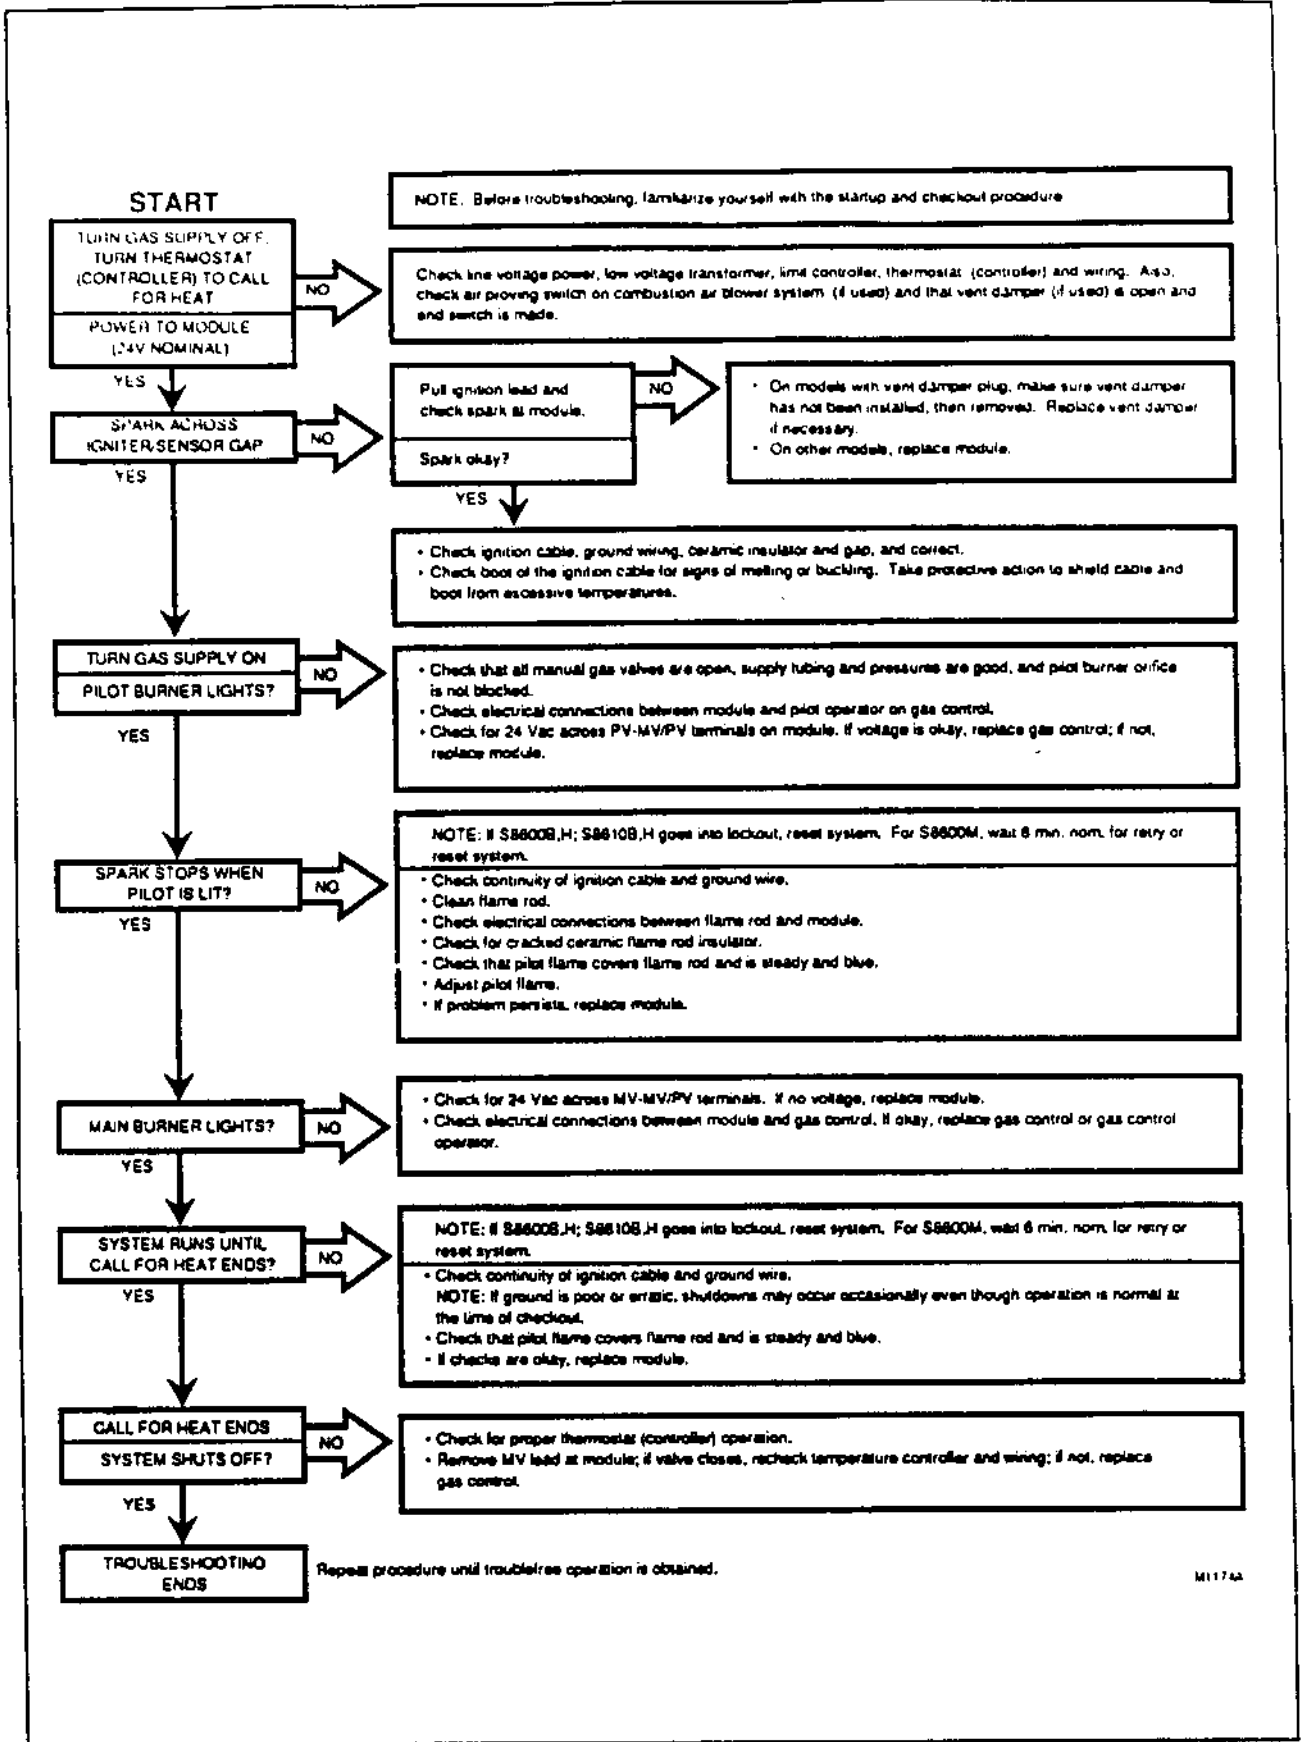 START
NOTE. Before troubleshooting, familiarize yourself with the startup and checkout procedure
TURN GAS SUPPLY OFF.
TURN THERMOSTAT
(CONTROLLER) TO CALL
FOR HEAT
POWER TO MODULE
(24V NOMINAL)
NO
Check line voltage power, low voltage transformer, limit controller, thermostat (controller) and wiring. Also,
check air proving switch on combustion air blower system (if used) and that vent damper (if used) is open and
end switch is made.
YES
SPARK ACROSS
IGNITER/SENSOR GAP
NO
Pull ignition lead and
check spark at module.
Spark okay?
NO
• On models with vent damper plug, make sure vent damper
has not been installed, then removed. Replace vent damper
if necessary.
• On other models, replace module.
YES
YES
• Check ignition cable, ground wiring, ceramic insulator and gap, and correct.
• Check boot of the ignition cable for signs of melting or buckling. Take protective action to shield cable and
boot from excessive temperatures.
TURN GAS SUPPLY ON
PILOT BURNER LIGHTS?
NO
• Check that all manual gas valves are open, supply tubing and pressures are good, and pilot burner orifice
is not blocked.
• Check electrical connections between module and pilot operator on gas control.
• Check for 24 Vac across PV-MV/PV terminals on module. If voltage is okay, replace gas control; if not,
replace module.
YES
SPARK STOPS WHEN
PILOT IS LIT?
NO
NOTE: If S8600B,H; S8610B,H goes into lockout, reset system. For S8600M, wait 6 min. nom. for retry or
reset system.
• Check continuity of ignition cable and ground wire.
• Clean flame rod.
• Check electrical connections between flame rod and module.
• Check for cracked ceramic flame rod insulator.
• Check that pilot flame covers flame rod and is steady and blue.
• Adjust pilot flame.
• If problem persists, replace module.
YES
MAIN BURNER LIGHTS?
NO
• Check for 24 Vac across MV-MV/PV terminals. If no voltage, replace module.
• Check electrical connections between module and gas control. If okay, replace gas control or gas control
operator.
YES
SYSTEM RUNS UNTIL
CALL FOR HEAT ENDS?
NO
NOTE: If S8600B,H; S8610B,H goes into lockout, reset system. For S8600M, wait 6 min. nom. for retry or
reset system.
• Check continuity of ignition cable and ground wire.
NOTE: If ground is poor or erratic, shutdowns may occur occasionally even though operation is normal at
the time of checkout.
• Check that pilot flame covers flame rod and is steady and blue.
• If checks are okay, replace module.
YES
CALL FOR HEAT ENDS
SYSTEM SHUTS OFF?
NO
• Check for proper thermostat (controller) operation.
• Remove MV lead at module; if valve closes, recheck temperature controller and wiring; if not, replace
gas control.
YES
TROUBLESHOOTING
ENDS
Repeat procedure until troublefree operation is obtained.
M1174A